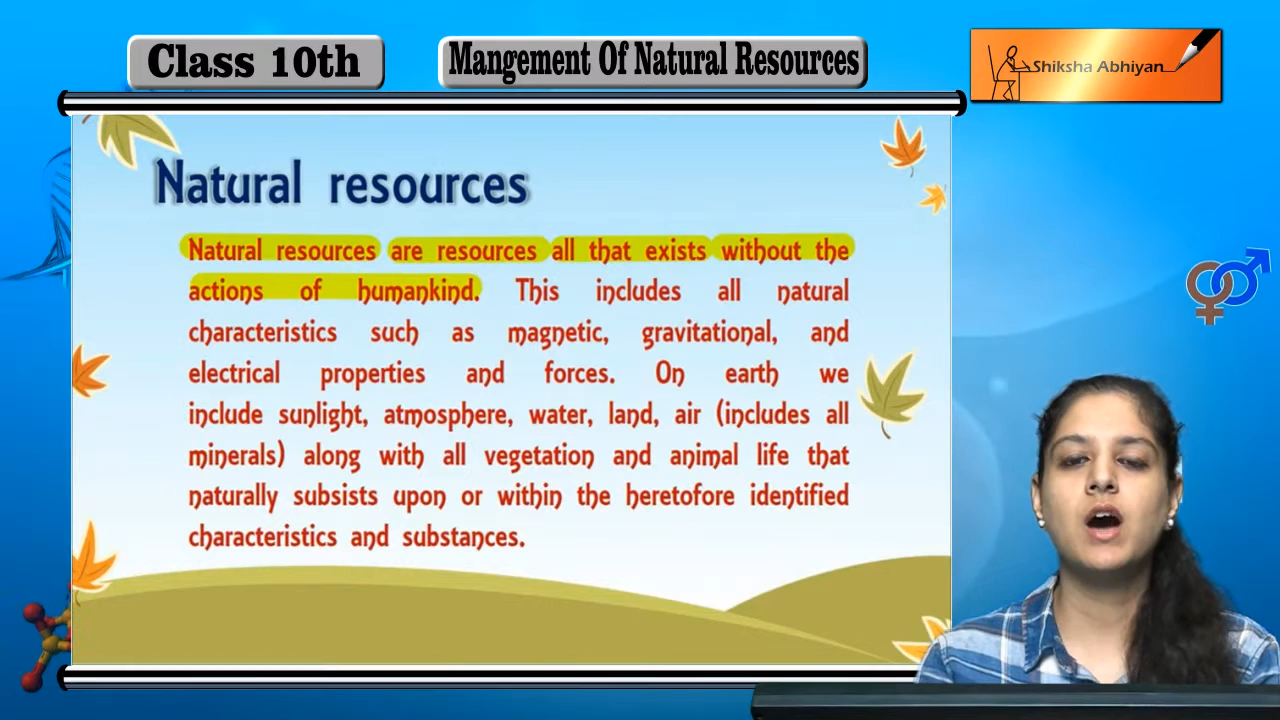 Class 10th
Mangement Of Natural Resources
Shiksha Abhiyan
Natural resources
Natural resources are resources all that exists without the
actions of humankind. This includes all natural
characteristics such as magnetic, gravitational, and
electrical properties and forces. On earth we
include sunlight, atmosphere, water, land, air (includes all
minerals) along with all vegetation and animal life that
naturally subsists upon or within the heretofore identified
characteristics and substances.